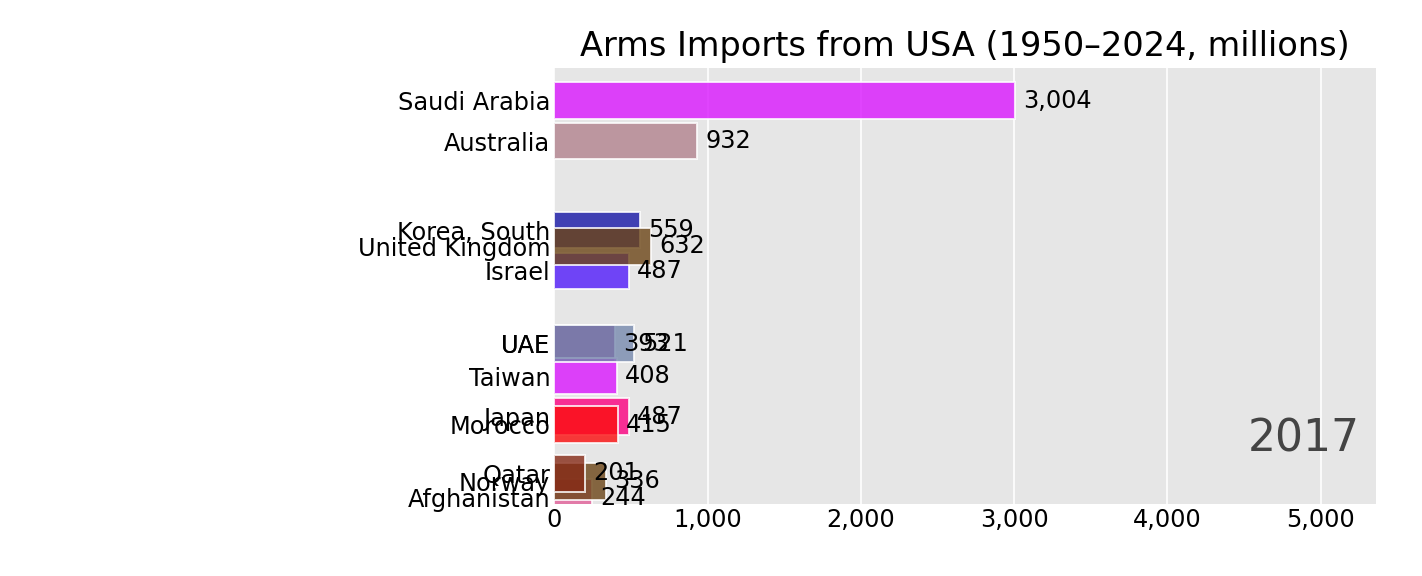 Arms Imports from USA (1950–2024, millions)
Saudi Arabia 3,004
Australia 932
Korea, South 559
United Kingdom 632
Israel 487
UAE 393 521
Taiwan 408
Japan 487
Morocco 415
Qatar 201
Norway 336
Afghanistan 244
2017
0 1,000 2,000 3,000 4,000 5,000